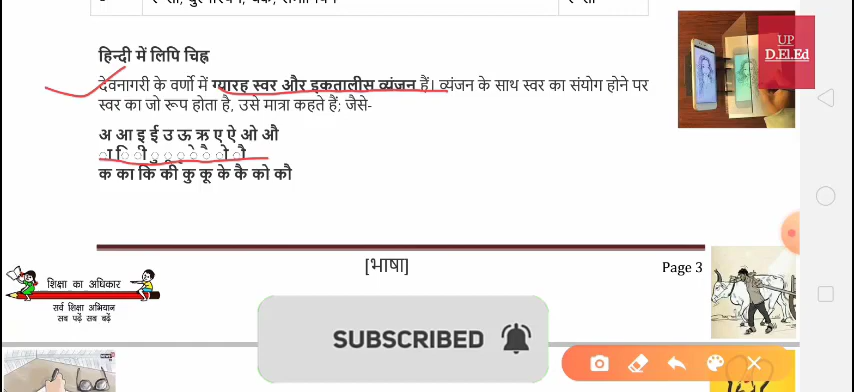 हिन्दी में लिपि चिह्न
देवनागरी के वर्णो में ग्यारह स्वर और इकतालीस व्यंजन हैं। व्यंजन के साथ स्वर का संयोग होने पर
स्वर का जो रूप होता है, उसे मात्रा कहते हैं; जैसे-
अ आ इ ई उ ऊ ऋ ए ऐ ओ औ
ा ि ी ु ू ृ े ै ो ौ
क का कि की कु कू के कै को कौ
[भाषा]
Page 3
शिक्षा का अधिकार
सर्व शिक्षा अभियान
सब पढ़ें सब बढ़ें
SUBSCRIBED
UP
D.El.Ed